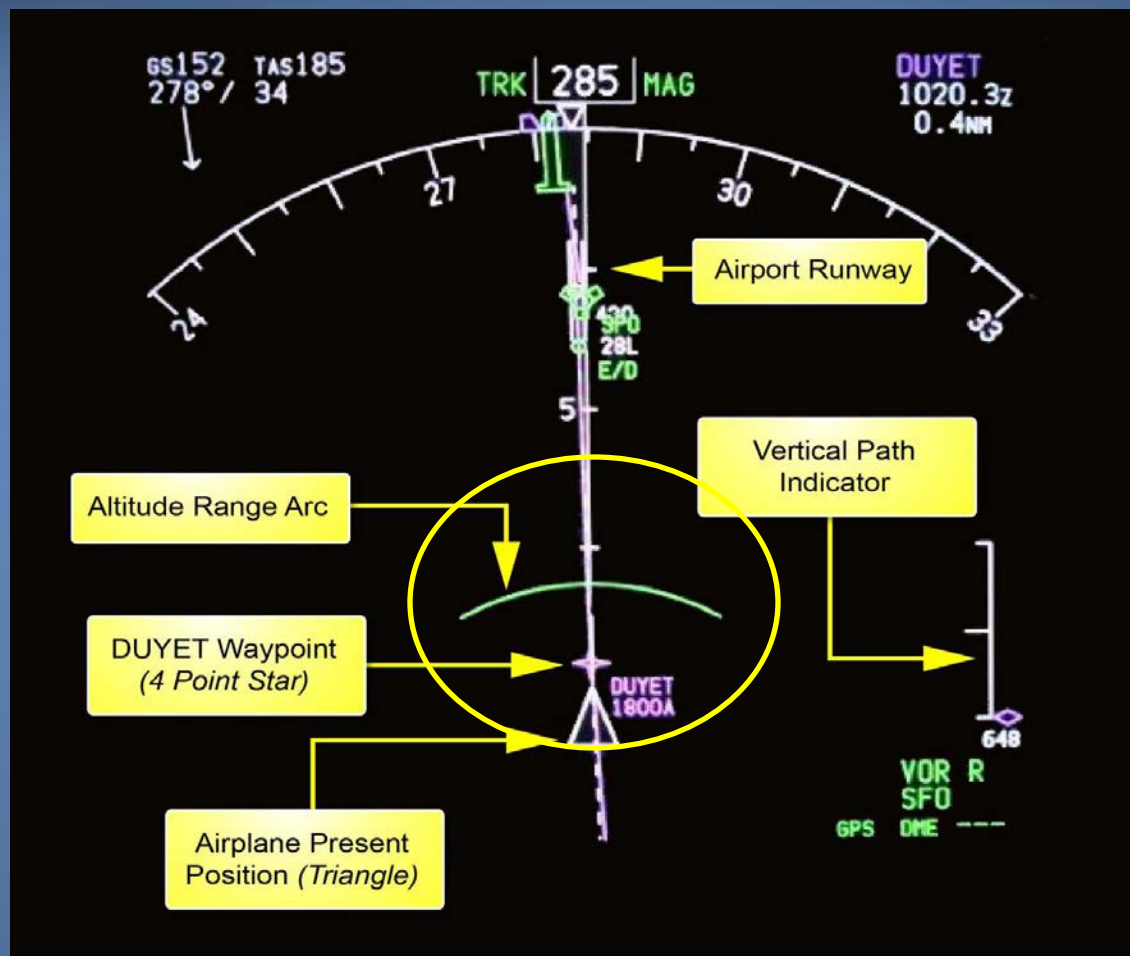 GS152 TAS185
278°/ 34
TRK 285 MAG
DUYET
1020.3z
0.4NM
27
30
24
33
Airport Runway
28L
E/D
5
Vertical Path
Indicator
Altitude Range Arc
DUYET Waypoint
(4 Point Star)
DUYET
1800A
648
VOR R
SFO
GPS DME ---
Airplane Present
Position (Triangle)